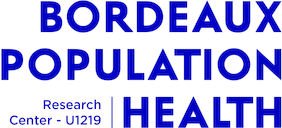 BORDEAUX
POPULATION
Research
Center - U1219
HEALTH